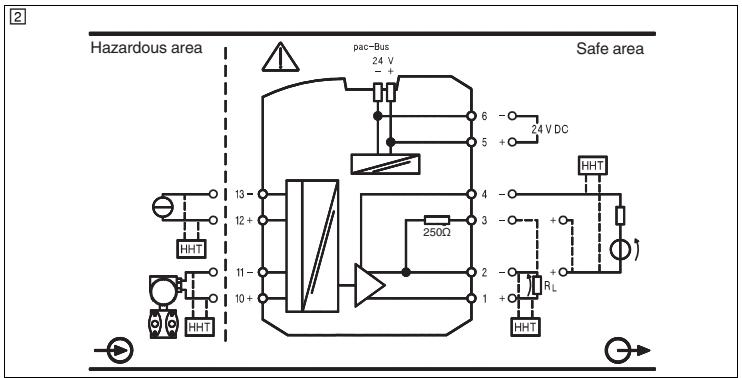 2
Hazardous area
Safe area
pac-Bus
24 V
− +
6 −
24 V DC
5 +
HHT
13 −
4 −
12 +
3 −
+
250Ω
HHT
11 −
2 −
+
RL
10 +
1 +
HHT
HHT